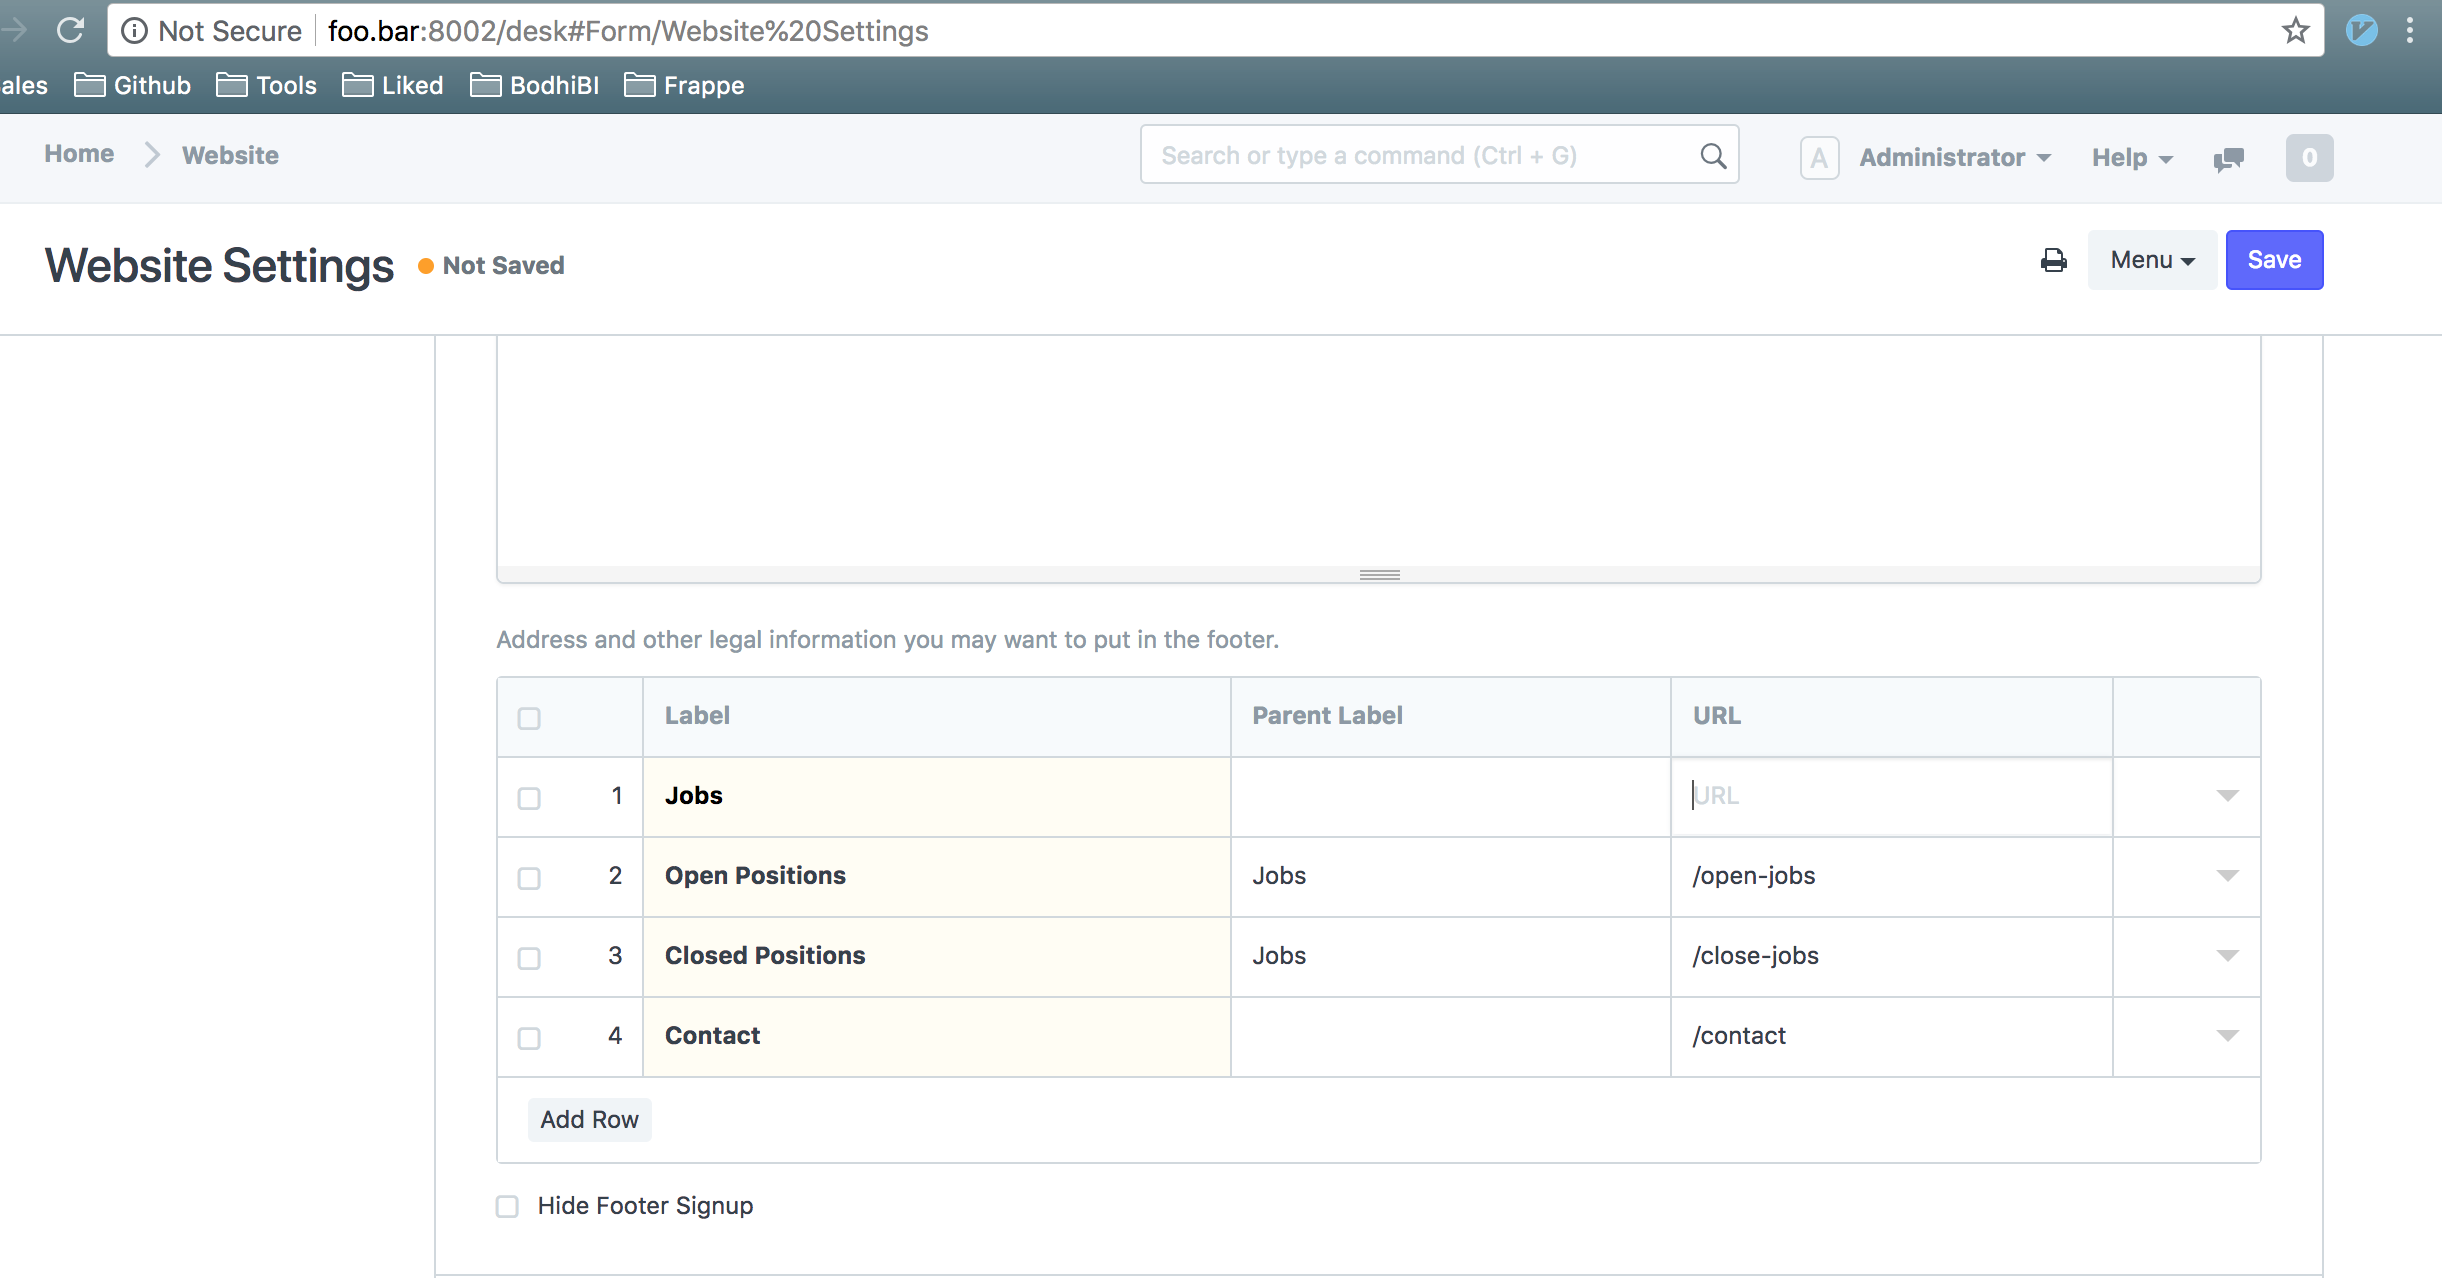 Not Secure foo.bar:8002/desk#Form/Website%20Settings
ales Github Tools Liked BodhiBI Frappe
Home Website Search or type a command (Ctrl + G) A Administrator Help 0
Website Settings Not Saved Menu Save
Address and other legal information you may want to put in the footer.
Label Parent Label URL
1 Jobs URL
2 Open Positions Jobs /open-jobs
3 Closed Positions Jobs /close-jobs
4 Contact /contact
Add Row
Hide Footer Signup